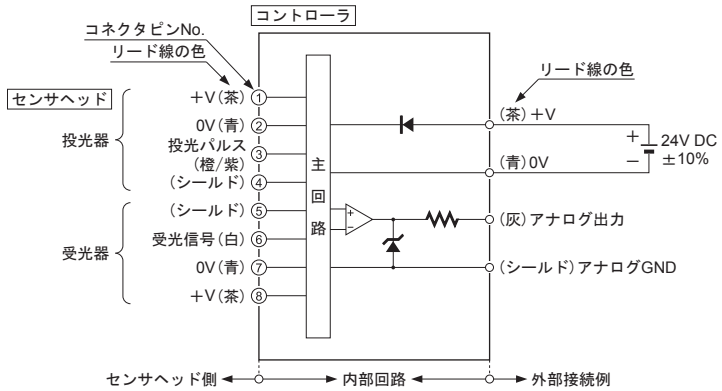 コントローラ
コネクタピンNo.
リード線の色
リード線の色
センサヘッド
投光器
+V(茶) ①
0V(青) ②
投光パルス
(橙/紫) ③
(シールド) ④
受光器
(シールド) ⑤
受光信号(白) ⑥
0V(青) ⑦
+V(茶) ⑧
主
回
路
+
−
(茶)+V
(青)0V
+
−
24V DC
±10%
(灰)アナログ出力
(シールド)アナログGND
センサヘッド側
内部回路
外部接続例